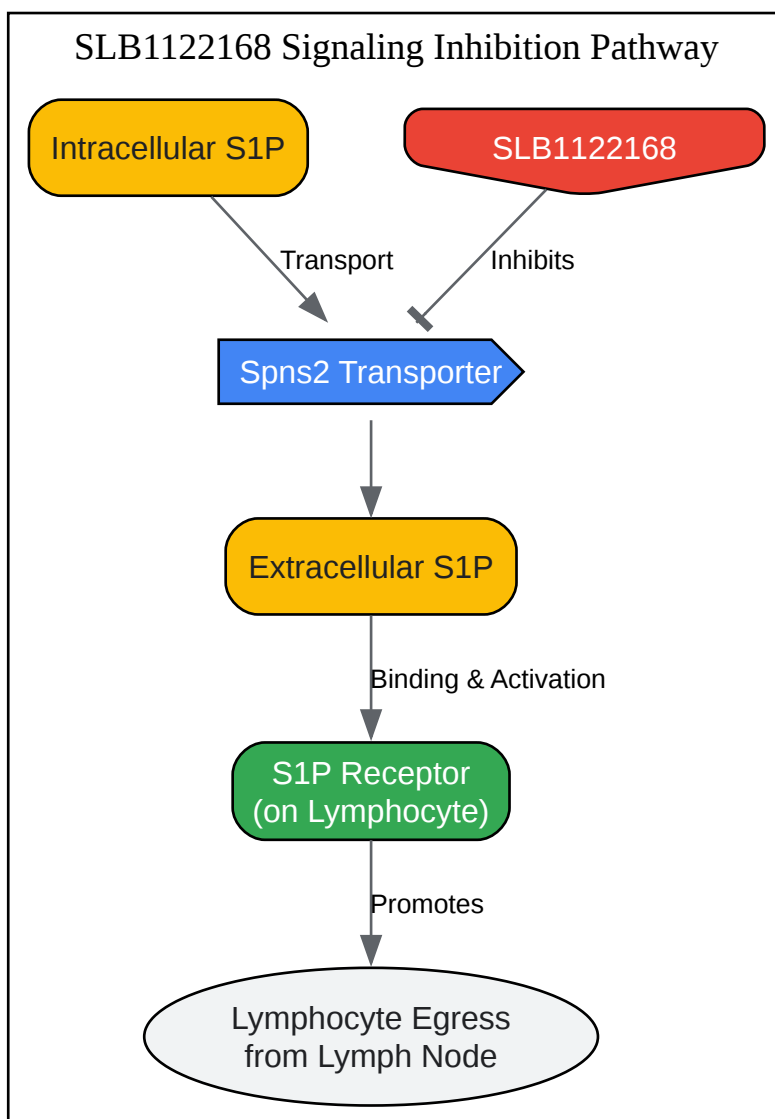 SLB1122168 Signaling Inhibition Pathway
Intracellular S1P
SLB1122168
Transport
Inhibits
Spns2 Transporter
Extracellular S1P
Binding & Activation
S1P Receptor
(on Lymphocyte)
Promotes
Lymphocyte Egress
from Lymph Node